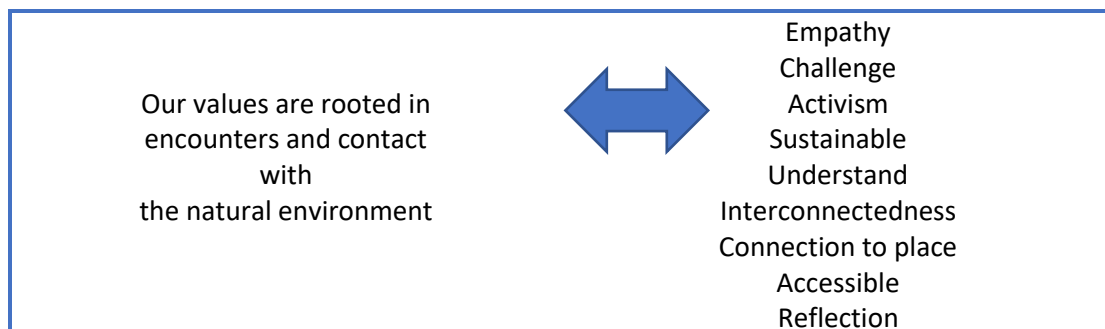 Our values are rooted in
encounters and contact
with
the natural environment
Empathy
Challenge
Activism
Sustainable
Understand
Interconnectedness
Connection to place
Accessible
Reflection